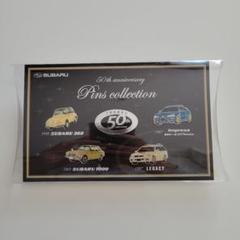 SUBARU
50th anniversary
Pins collection
50
Impreza
SUBARU 360
SUBARU 1000
LEGACY